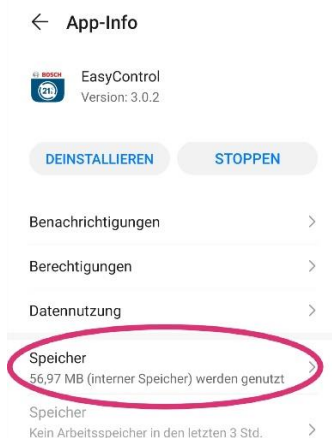 ← App-Info
BOSCH
21.
EasyControl
Version: 3.0.2
DEINSTALLIEREN STOPPEN
Benachrichtigungen
Berechtigungen
Datennutzung
Speicher
56,97 MB (interner Speicher) werden genutzt
Speicher
Kein Arbeitsspeicher in den letzten 3 Std.